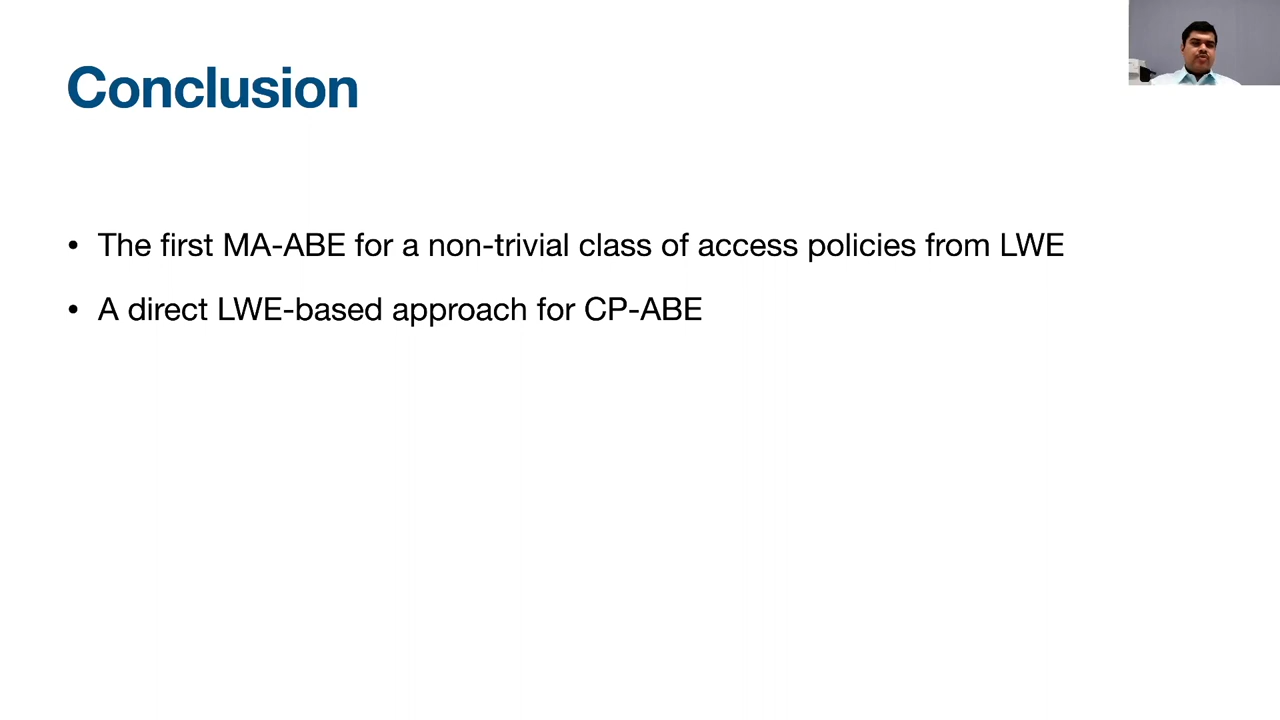 Conclusion
• The first MA-ABE for a non-trivial class of access policies from LWE
• A direct LWE-based approach for CP-ABE